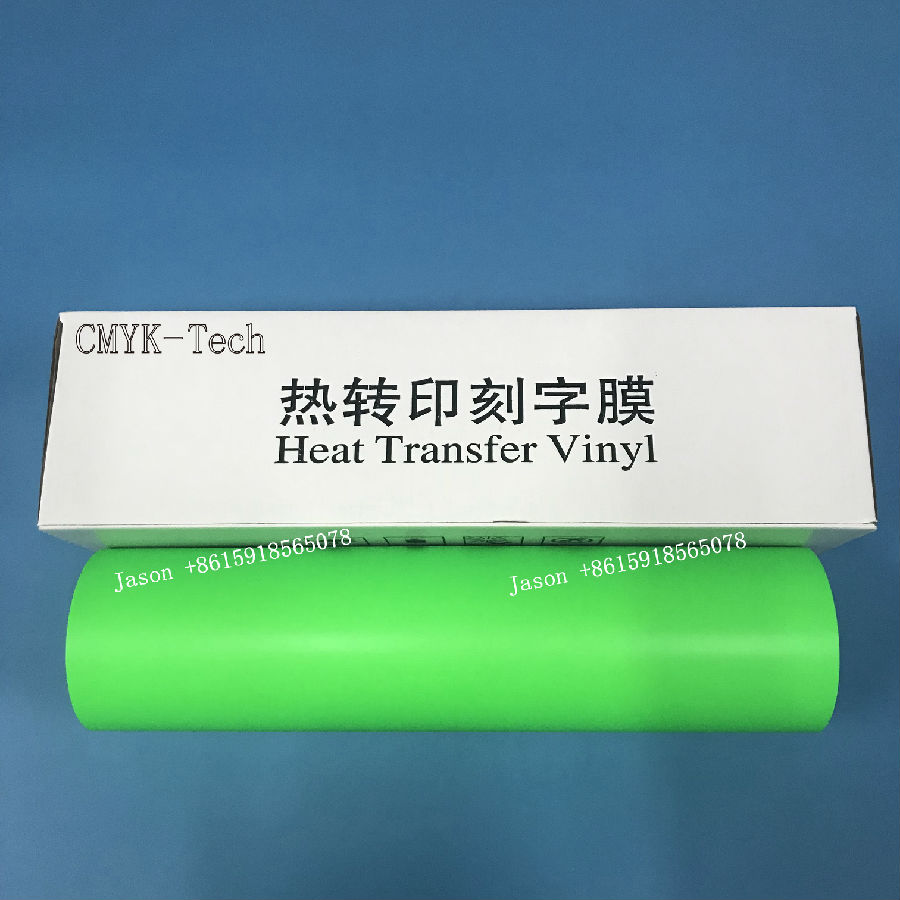 CMYK-Tech
热转印刻字膜
Heat Transfer Vinyl
Jason +8615918565078
Jason +8615918565078